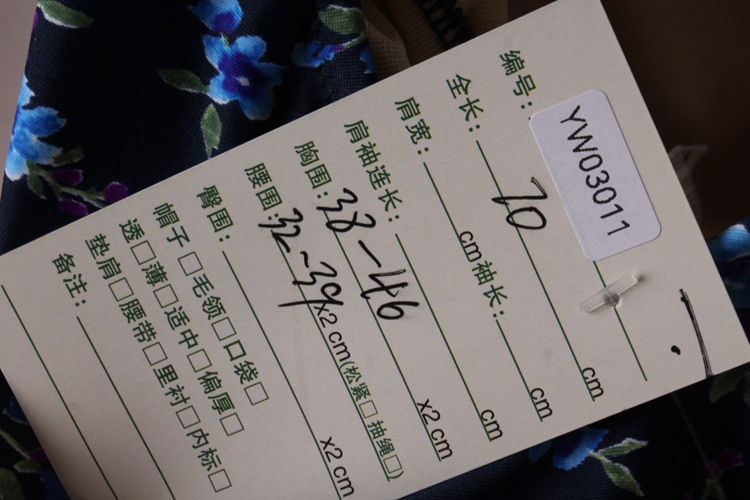 编号: YW03011
全长: 70 cm
肩宽: cm 袖长: cm
肩袖连长: cm
胸围: 38-46 x2 cm
腰围: 32-39 x2 cm(松紧□ 抽绳□)
臀围: x2 cm
帽子□ 毛领□ 口袋□
透□ 薄□ 适中□ 偏厚□
垫肩□ 腰带□ 里衬□ 内标□
备注: